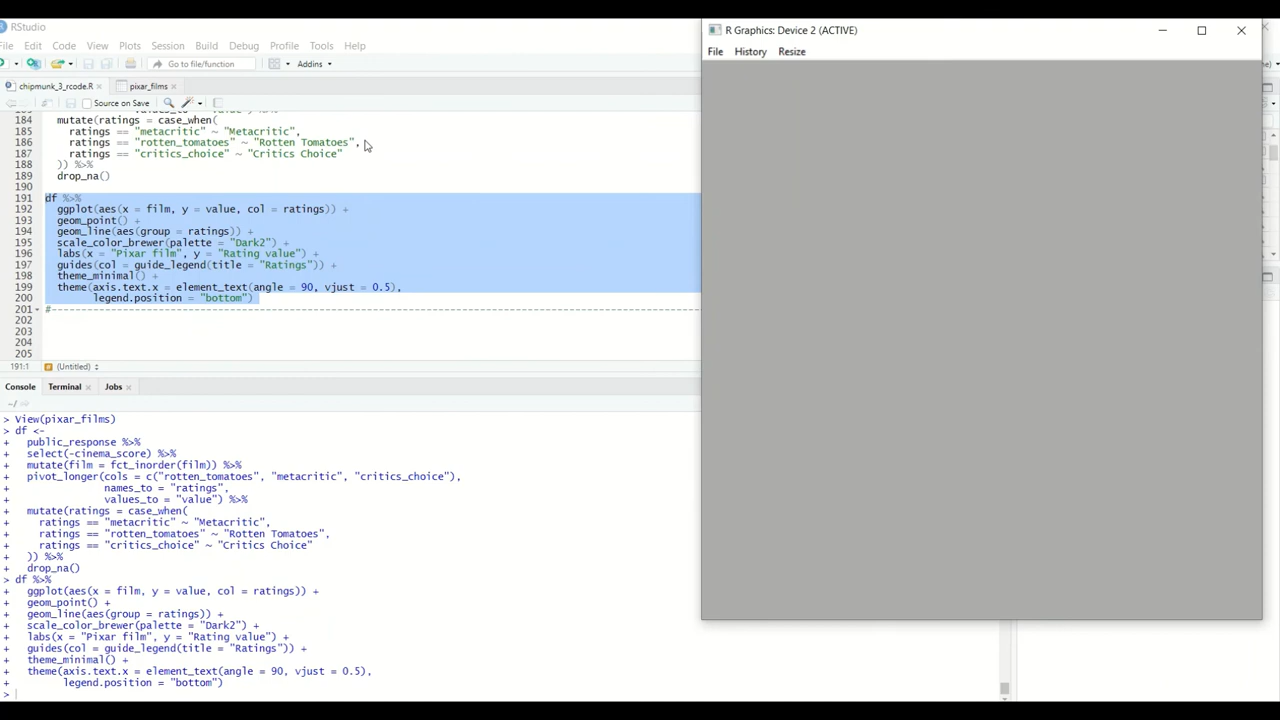 RStudio
File Edit Code View Plots Session Build Debug Profile Tools Help
Go to file/function Addins
chipmunk_3_rcode.R pixar_films
Source on Save
184 mutate(ratings = case_when(
185 ratings == "metacritic" ~ "Metacritic",
186 ratings == "rotten_tomatoes" ~ "Rotten Tomatoes",
187 ratings == "critics_choice" ~ "Critics Choice"
188 )) %>%
189 drop_na()
190
191 df %>%
192 ggplot(aes(x = film, y = value, col = ratings)) +
193 geom_point() +
194 geom_line(aes(group = ratings)) +
195 scale_color_brewer(palette = "Dark2") +
196 labs(x = "Pixar film", y = "Rating value") +
197 guides(col = guide_legend(title = "Ratings")) +
198 theme_minimal() +
199 theme(axis.text.x = element_text(angle = 90, vjust = 0.5),
200 legend.position = "bottom")
201 #----------------------------------------------------------------
202
203
204
205
191:1 (Untitled)
Console Terminal Jobs
~/
> View(pixar_films)
> df <-
+ public_response %>%
+ select(-cinema_score) %>%
+ mutate(film = fct_inorder(film)) %>%
+ pivot_longer(cols = c("rotten_tomatoes", "metacritic", "critics_choice"),
+ names_to = "ratings",
+ values_to = "value") %>%
+ mutate(ratings = case_when(
+ ratings == "metacritic" ~ "Metacritic",
+ ratings == "rotten_tomatoes" ~ "Rotten Tomatoes",
+ ratings == "critics_choice" ~ "Critics Choice"
+ )) %>%
+ drop_na()
> df %>%
+ ggplot(aes(x = film, y = value, col = ratings)) +
+ geom_point() +
+ geom_line(aes(group = ratings)) +
+ scale_color_brewer(palette = "Dark2") +
+ labs(x = "Pixar film", y = "Rating value") +
+ guides(col = guide_legend(title = "Ratings")) +
+ theme_minimal() +
+ theme(axis.text.x = element_text(angle = 90, vjust = 0.5),
+ legend.position = "bottom")
>
R Graphics: Device 2 (ACTIVE)
File History Resize